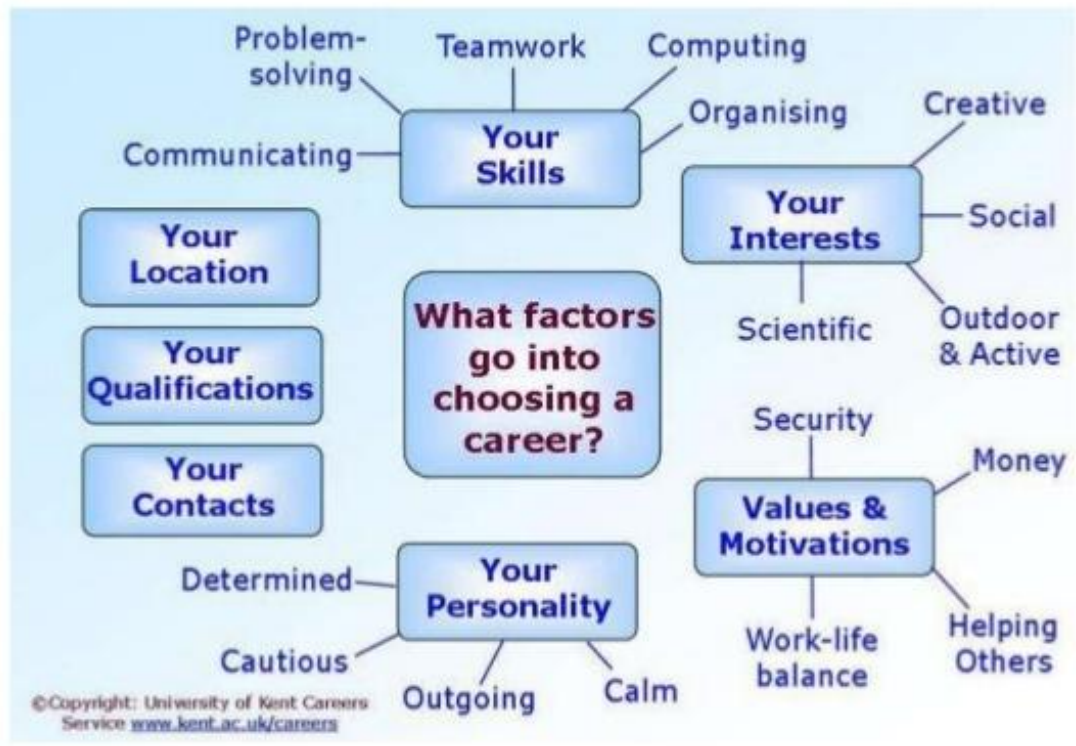 Problem-
solving
Teamwork
Computing
Communicating
Your
Skills
Organising
Creative
Your
Interests
Social
Scientific
Outdoor
& Active
Your
Location
Your
Qualifications
Your
Contacts
What factors
go into
choosing a
career?
Security
Money
Values &
Motivations
Work-life
balance
Helping
Others
Determined
Your
Personality
Cautious
Outgoing
Calm
©Copyright: University of Kent Careers
Service www.kent.ac.uk/careers